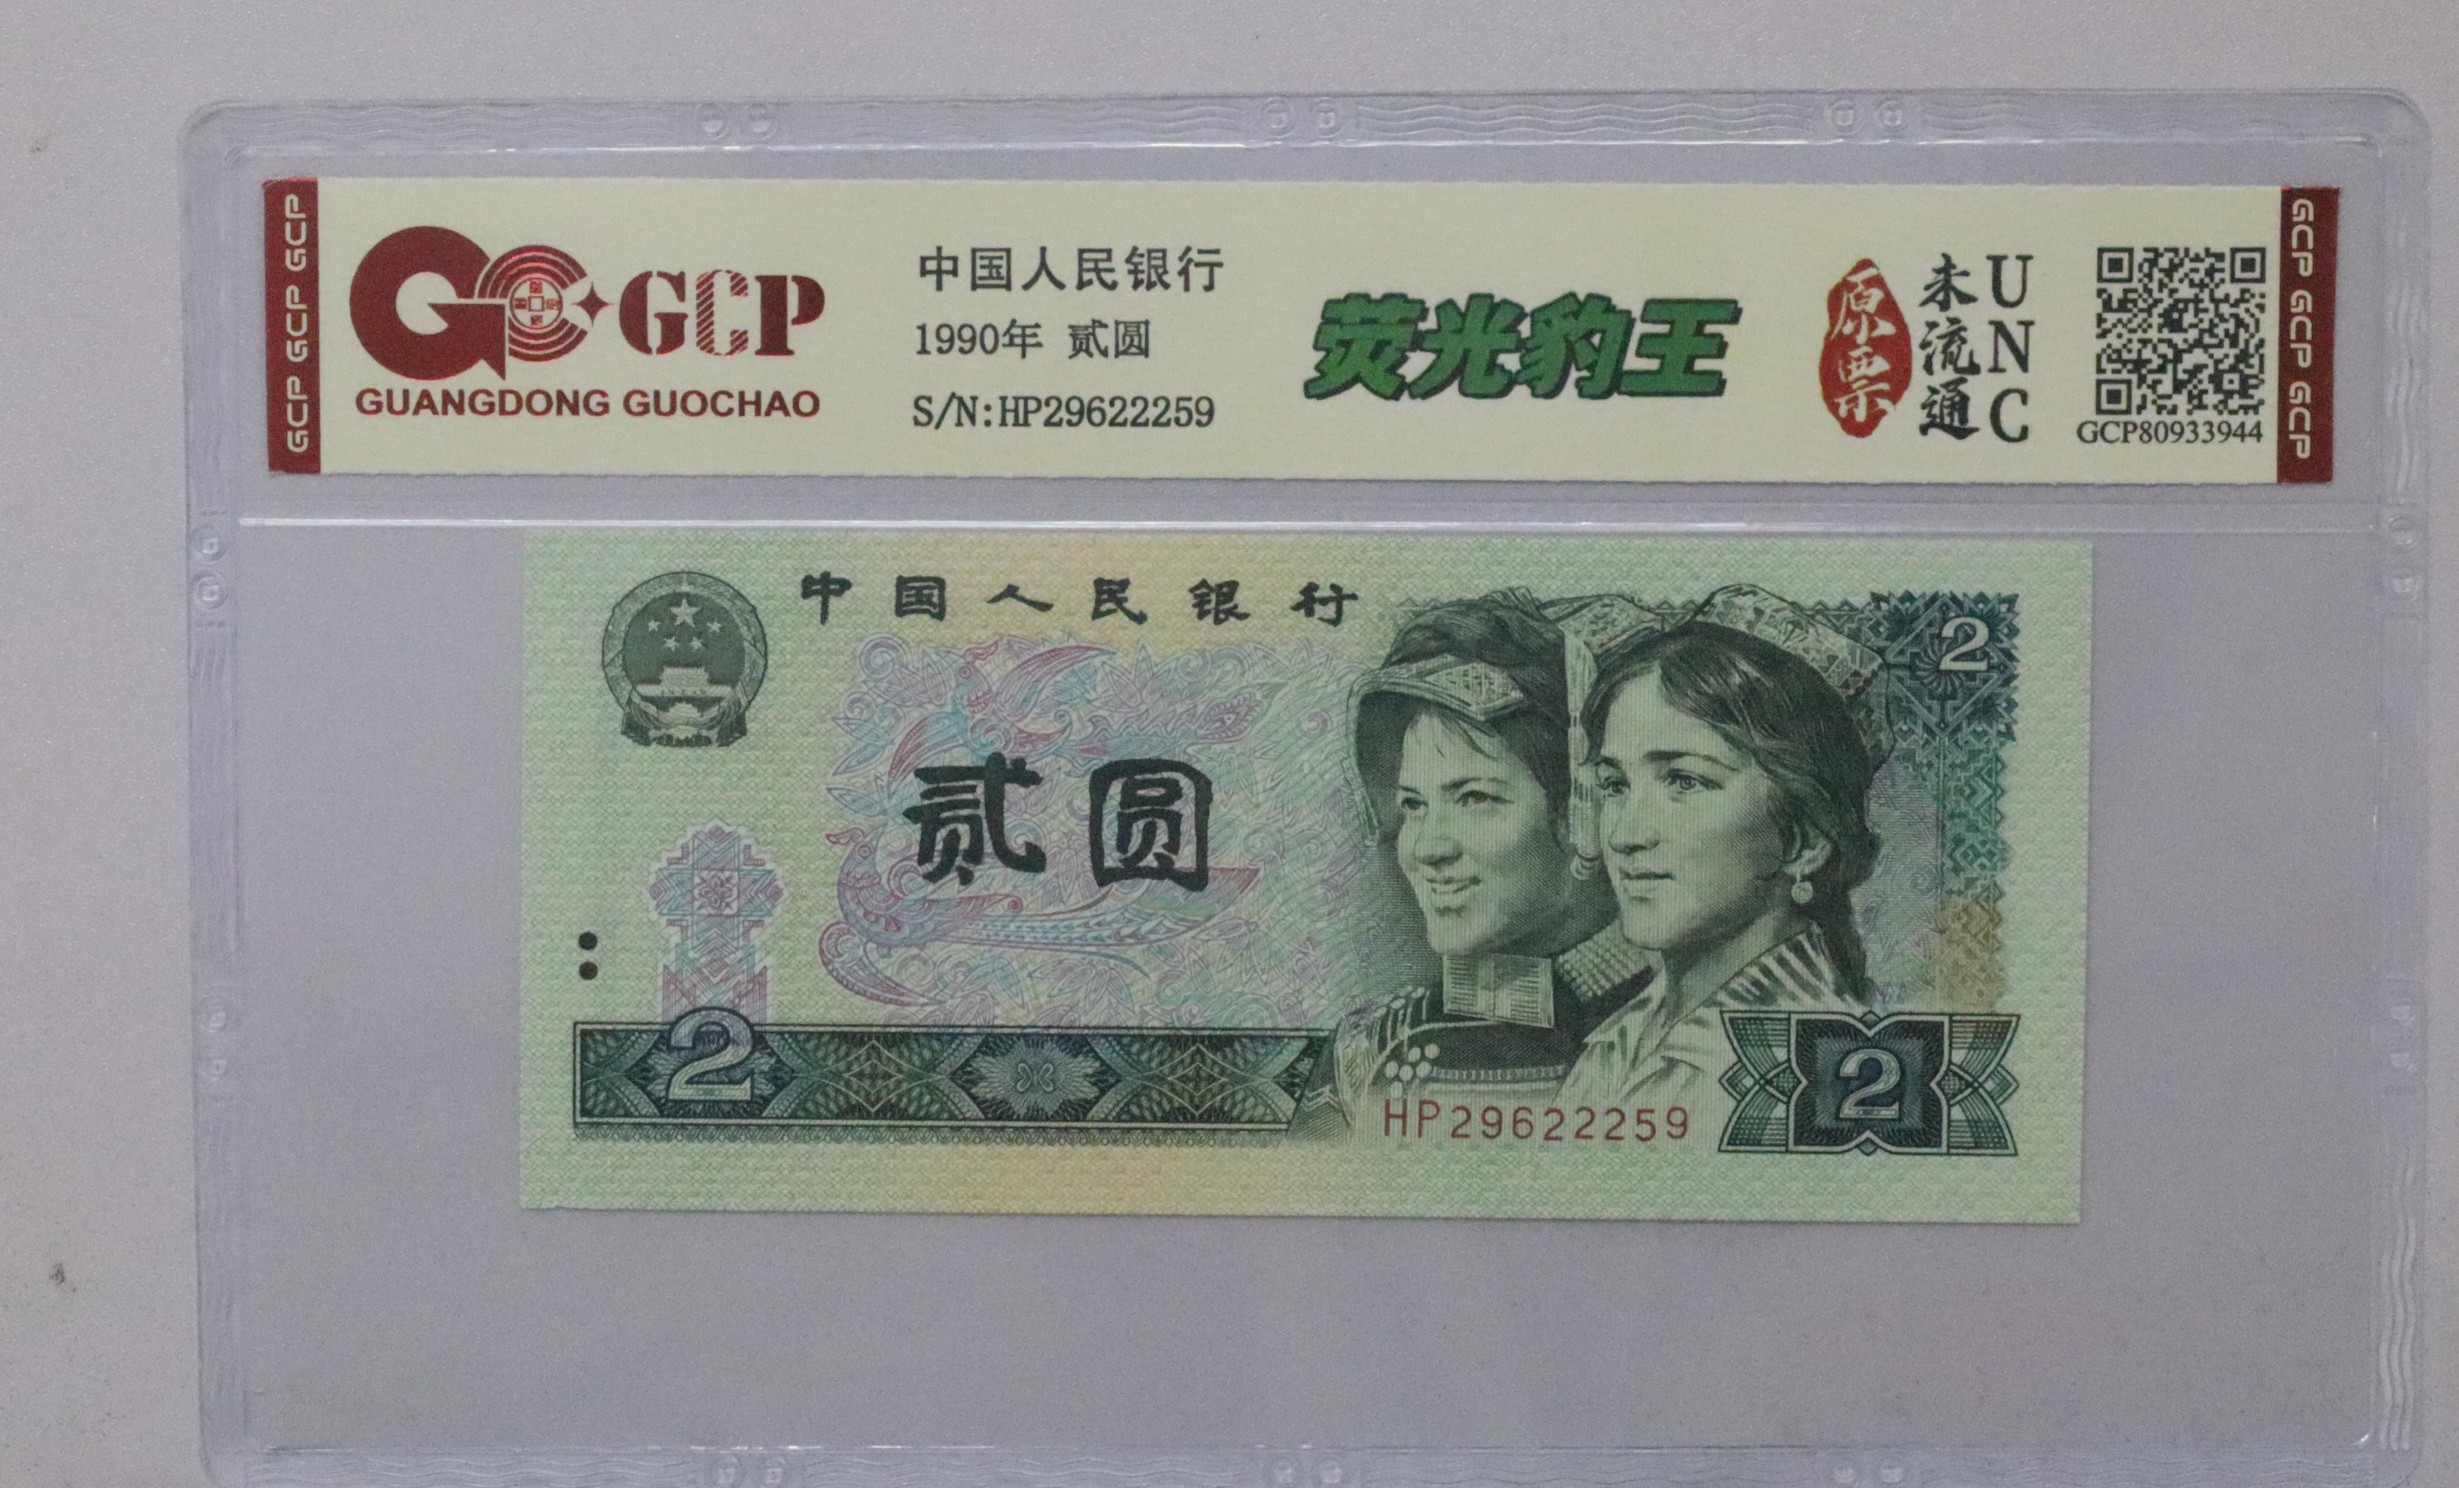 GCP GCP GCP
GCP
GUANGDONG GUOCHAO
中国人民银行
1990年 贰圆
S/N:HP29622259
荧光豹王
原票
未流通
UNC
GCP80933944
GCP GCP GCP
中国人民银行
2
贰圆
2
HP29622259
2